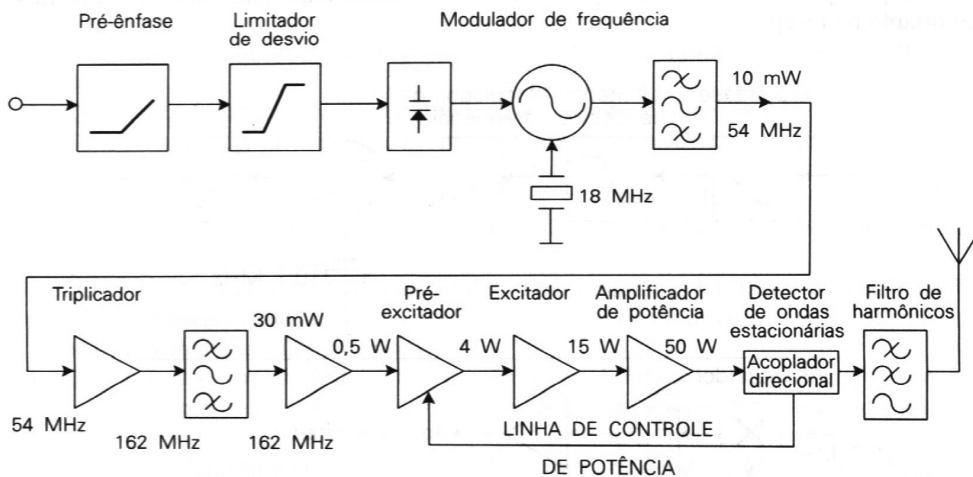 Pré-ênfase
Limitador
de desvio
Modulador de frequência
10 mW
54 MHz
18 MHz
Triplicador
30 mW
Pré-
excitador
Excitador
Amplificador
de potência
Detector
de ondas
estacionárias
Filtro de
harmônicos
0,5 W
4 W
15 W
50 W
Acoplador
direcional
54 MHz
162 MHz
162 MHz
LINHA DE CONTROLE
DE POTÊNCIA